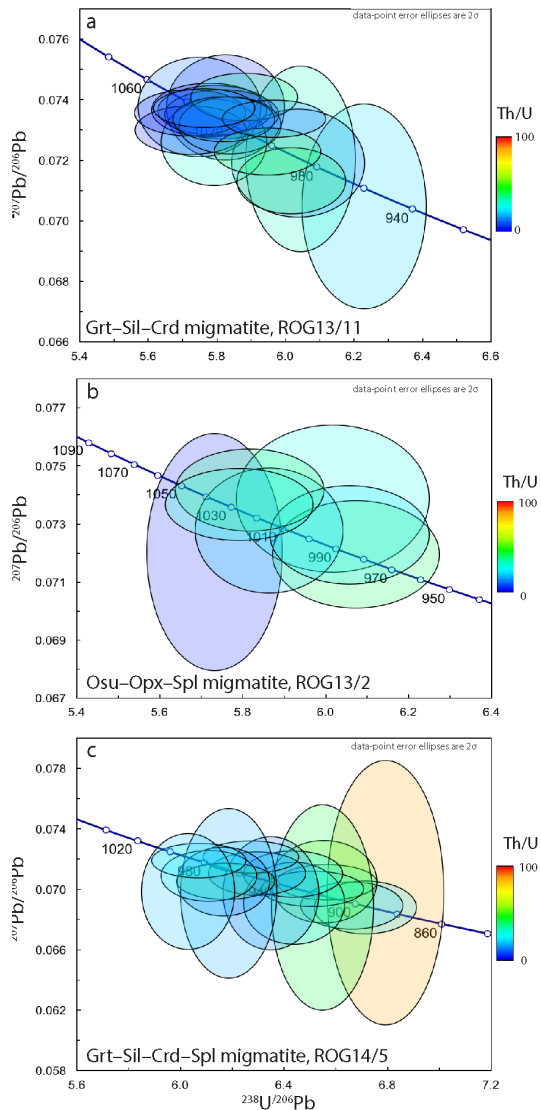 a
data-point error ellipses are 2σ
0.076
0.074
0.072
0.070
0.068
0.066
²⁰⁷Pb/²⁰⁶Pb
1060
980
940
Th/U
100
0
Grt–Sil–Crd migmatite, ROG13/11
5.4 5.6 5.8 6.0 6.2 6.4 6.6
b
data-point error ellipses are 2σ
0.077
0.075
0.073
0.071
0.069
0.067
²⁰⁷Pb/²⁰⁶Pb
1090
1070
1050
1030
1010
990
970
950
Th/U
100
0
Osu–Opx–Spl migmatite, ROG13/2
5.4 5.6 5.8 6.0 6.2 6.4
c
data-point error ellipses are 2σ
0.078
0.074
0.070
0.066
0.062
0.058
²⁰⁷Pb/²⁰⁶Pb
1020
980
900
860
Th/U
100
0
Grt–Sil–Crd–Spl migmatite, ROG14/5
5.6 6.0 6.4 6.8 7.2
²³⁸U/²⁰⁶Pb